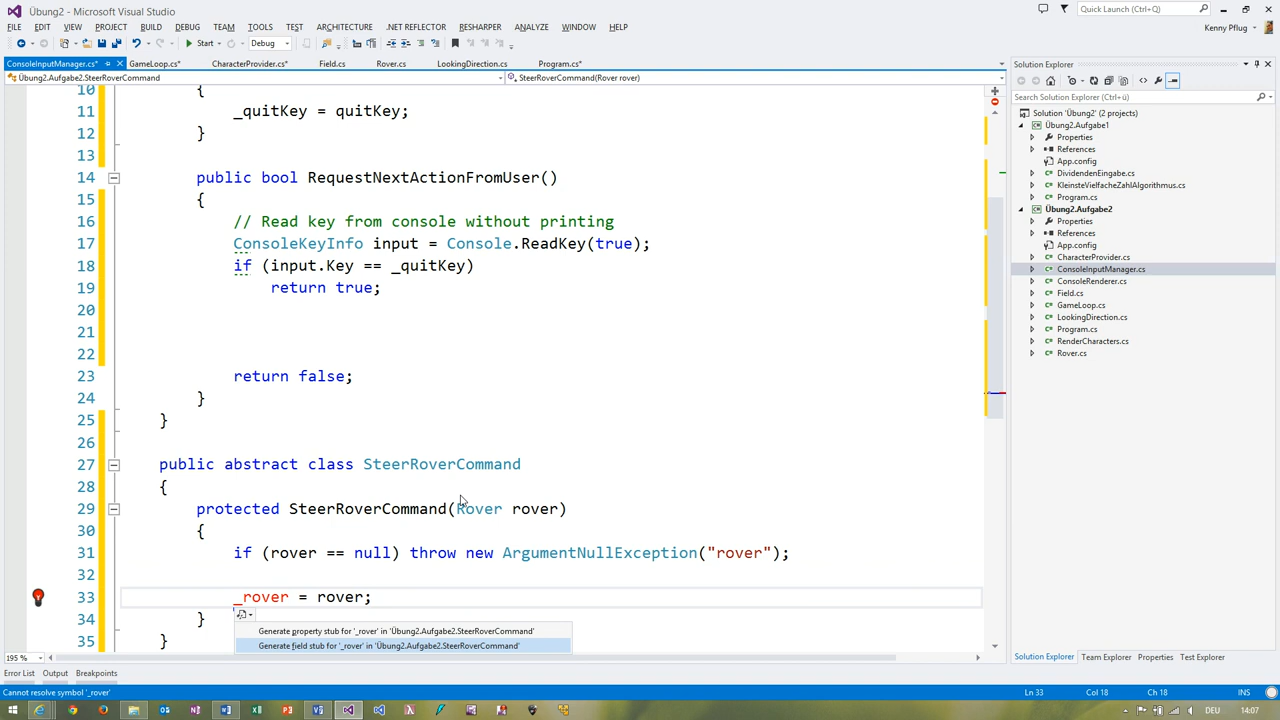 Übung2 - Microsoft Visual Studio
Quick Launch (Ctrl+Q)
FILE EDIT VIEW PROJECT BUILD DEBUG TEAM TOOLS TEST ARCHITECTURE .NET REFLECTOR RESHARPER ANALYZE WINDOW HELP
Kenny Pflug
Start Debug
ConsoleInputManager.cs* GameLoop.cs* CharacterProvider.cs* Field.cs Rover.cs LookingDirection.cs Program.cs*
Übung2.Aufgabe2.SteerRoverCommand
SteerRoverCommand(Rover rover)
10 {
11 _quitKey = quitKey;
12 }
13
14 public bool RequestNextActionFromUser()
15 {
16 // Read key from console without printing
17 ConsoleKeyInfo input = Console.ReadKey(true);
18 if (input.Key == _quitKey)
19 return true;
20
21
22
23 return false;
24 }
25 }
26
27 public abstract class SteerRoverCommand
28 {
29 protected SteerRoverCommand(Rover rover)
30 {
31 if (rover == null) throw new ArgumentNullException("rover");
32
33 _rover = rover;
34 }
35 }
Generate property stub for '_rover' in 'Übung2.Aufgabe2.SteerRoverCommand'
Generate field stub for '_rover' in 'Übung2.Aufgabe2.SteerRoverCommand'
195 %
Solution Explorer
Search Solution Explorer (Ctrl+ü)
Solution 'Übung2' (2 projects)
Übung2.Aufgabe1
Properties
References
App.config
DividendenEingabe.cs
KleinsteVielfacheZahlAlgorithmus.cs
Program.cs
Übung2.Aufgabe2
Properties
References
App.config
CharacterProvider.cs
ConsoleInputManager.cs
ConsoleRenderer.cs
Field.cs
GameLoop.cs
LookingDirection.cs
Program.cs
RenderCharacters.cs
Rover.cs
Solution Explorer Team Explorer Properties Test Explorer
Error List Output Breakpoints
Cannot resolve symbol '_rover'
Ln 33 Col 18 Ch 18 INS
DEU 14:07